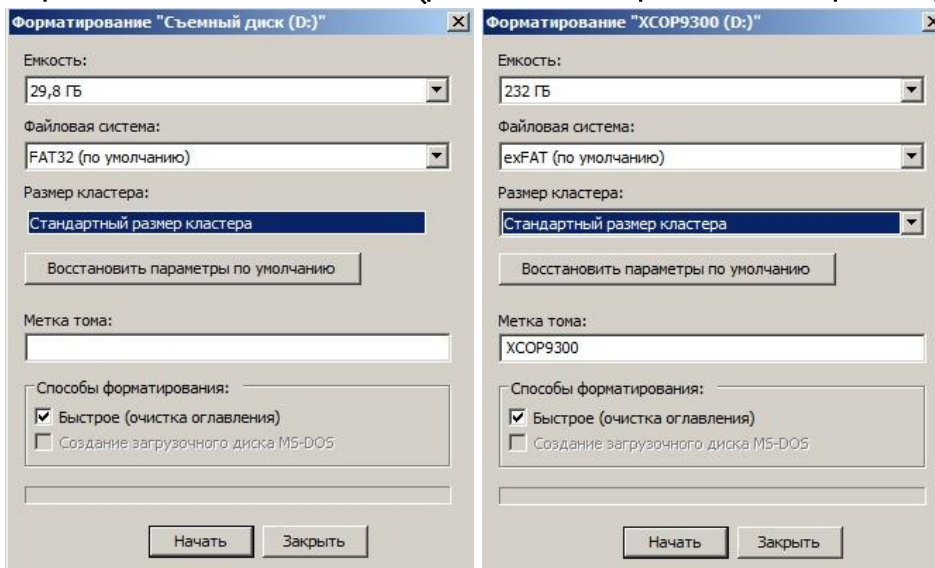 Форматирование "Съемный диск (D:)"
Емкость:
29,8 ГБ
Файловая система:
FAT32 (по умолчанию)
Размер кластера:
Стандартный размер кластера
Восстановить параметры по умолчанию
Метка тома:
Способы форматирования:
Быстрое (очистка оглавления)
Создание загрузочного диска MS-DOS
Начать
Закрыть
Форматирование "XCOP9300 (D:)"
Емкость:
232 ГБ
Файловая система:
exFAT (по умолчанию)
Размер кластера:
Стандартный размер кластера
Восстановить параметры по умолчанию
Метка тома:
XCOP9300
Способы форматирования:
Быстрое (очистка оглавления)
Создание загрузочного диска MS-DOS
Начать
Закрыть